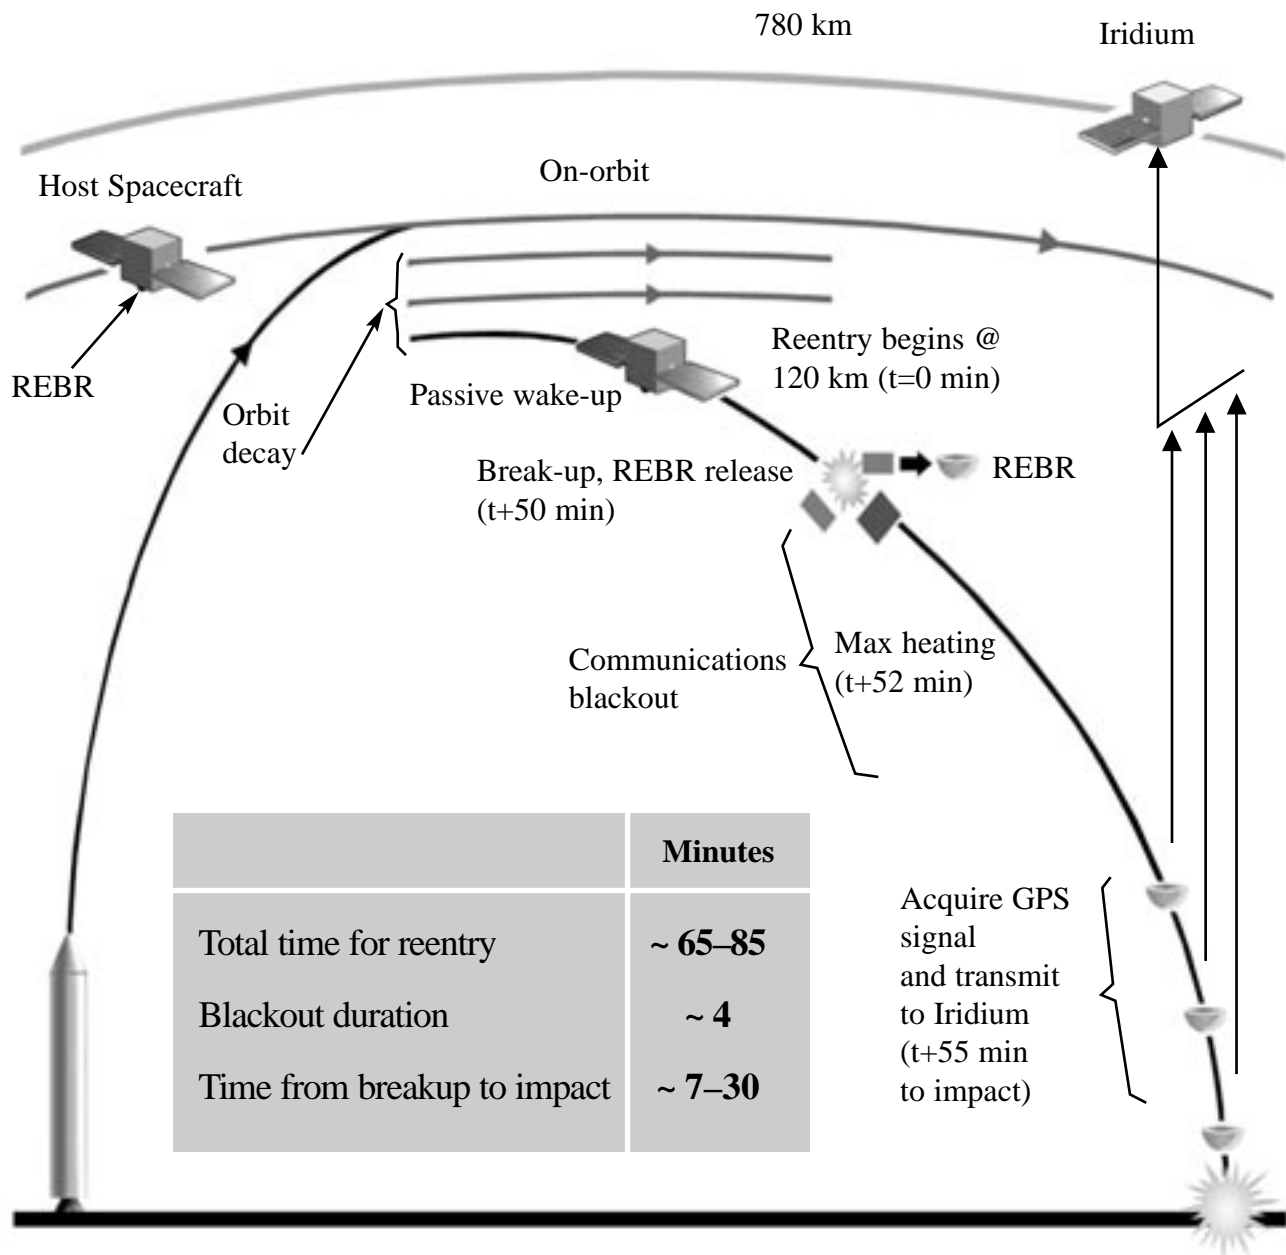 780 km
Iridium
Host Spacecraft
On-orbit
REBR
Orbit
decay
Passive wake-up
Reentry begins @
120 km (t=0 min)
Break-up, REBR release
(t+50 min)
REBR
Communications
blackout
Max heating
(t+52 min)
Minutes
Total time for reentry ~ 65–85
Blackout duration ~ 4
Time from breakup to impact ~ 7–30
Acquire GPS
signal
and transmit
to Iridium
(t+55 min
to impact)